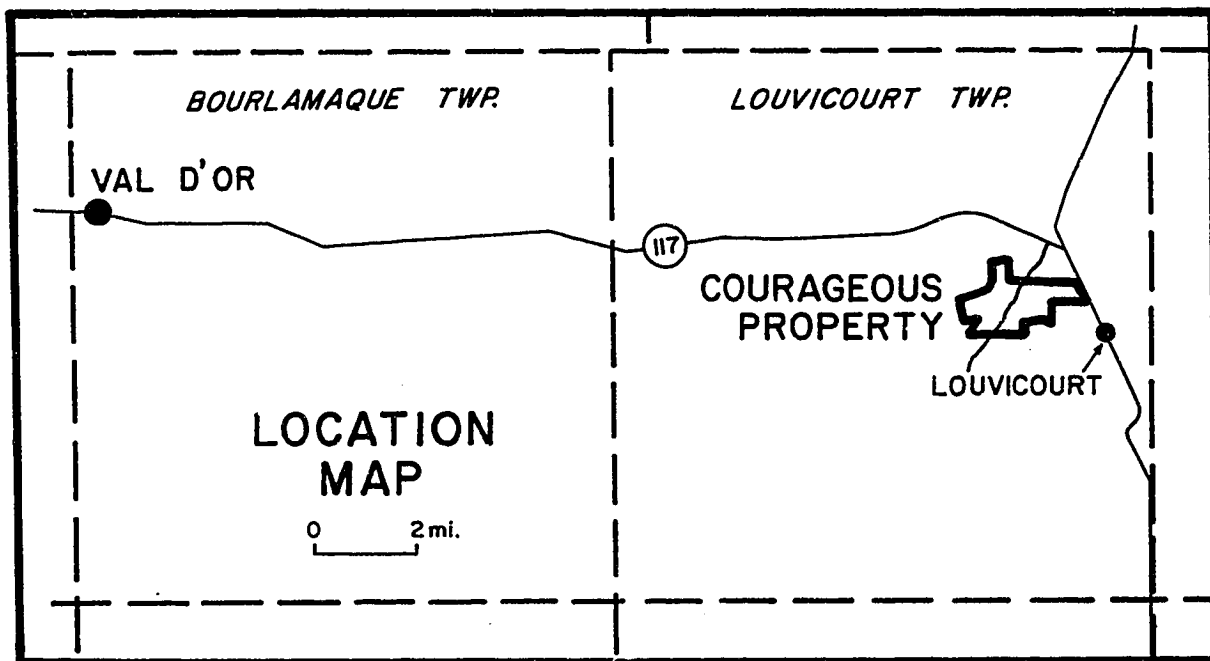 BOURLAMAQUE TWP.
LOUVICOURT TWP.
VAL D'OR
117
COURAGEOUS
PROPERTY
LOUVICOURT
LOCATION
MAP
0 2 mi.